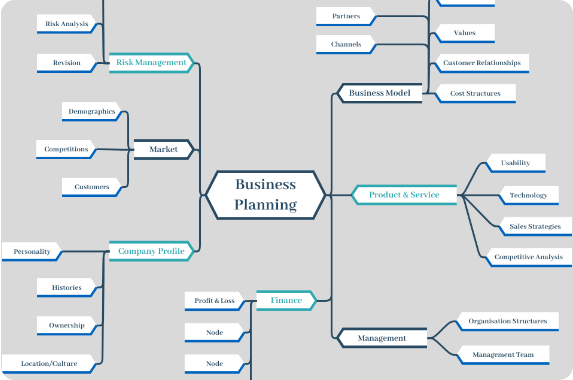 Risk Analysis
Revision
Risk Management
Demographics
Competitions
Customers
Market
Personality
Histories
Ownership
Location/Culture
Company Profile
Business
Planning
Partners
Channels
Values
Customer Relationships
Cost Structures
Business Model
Product & Service
Usability
Technology
Sales Strategies
Competitive Analysis
Profit & Loss
Node
Node
Finance
Management
Organisation Structures
Management Team